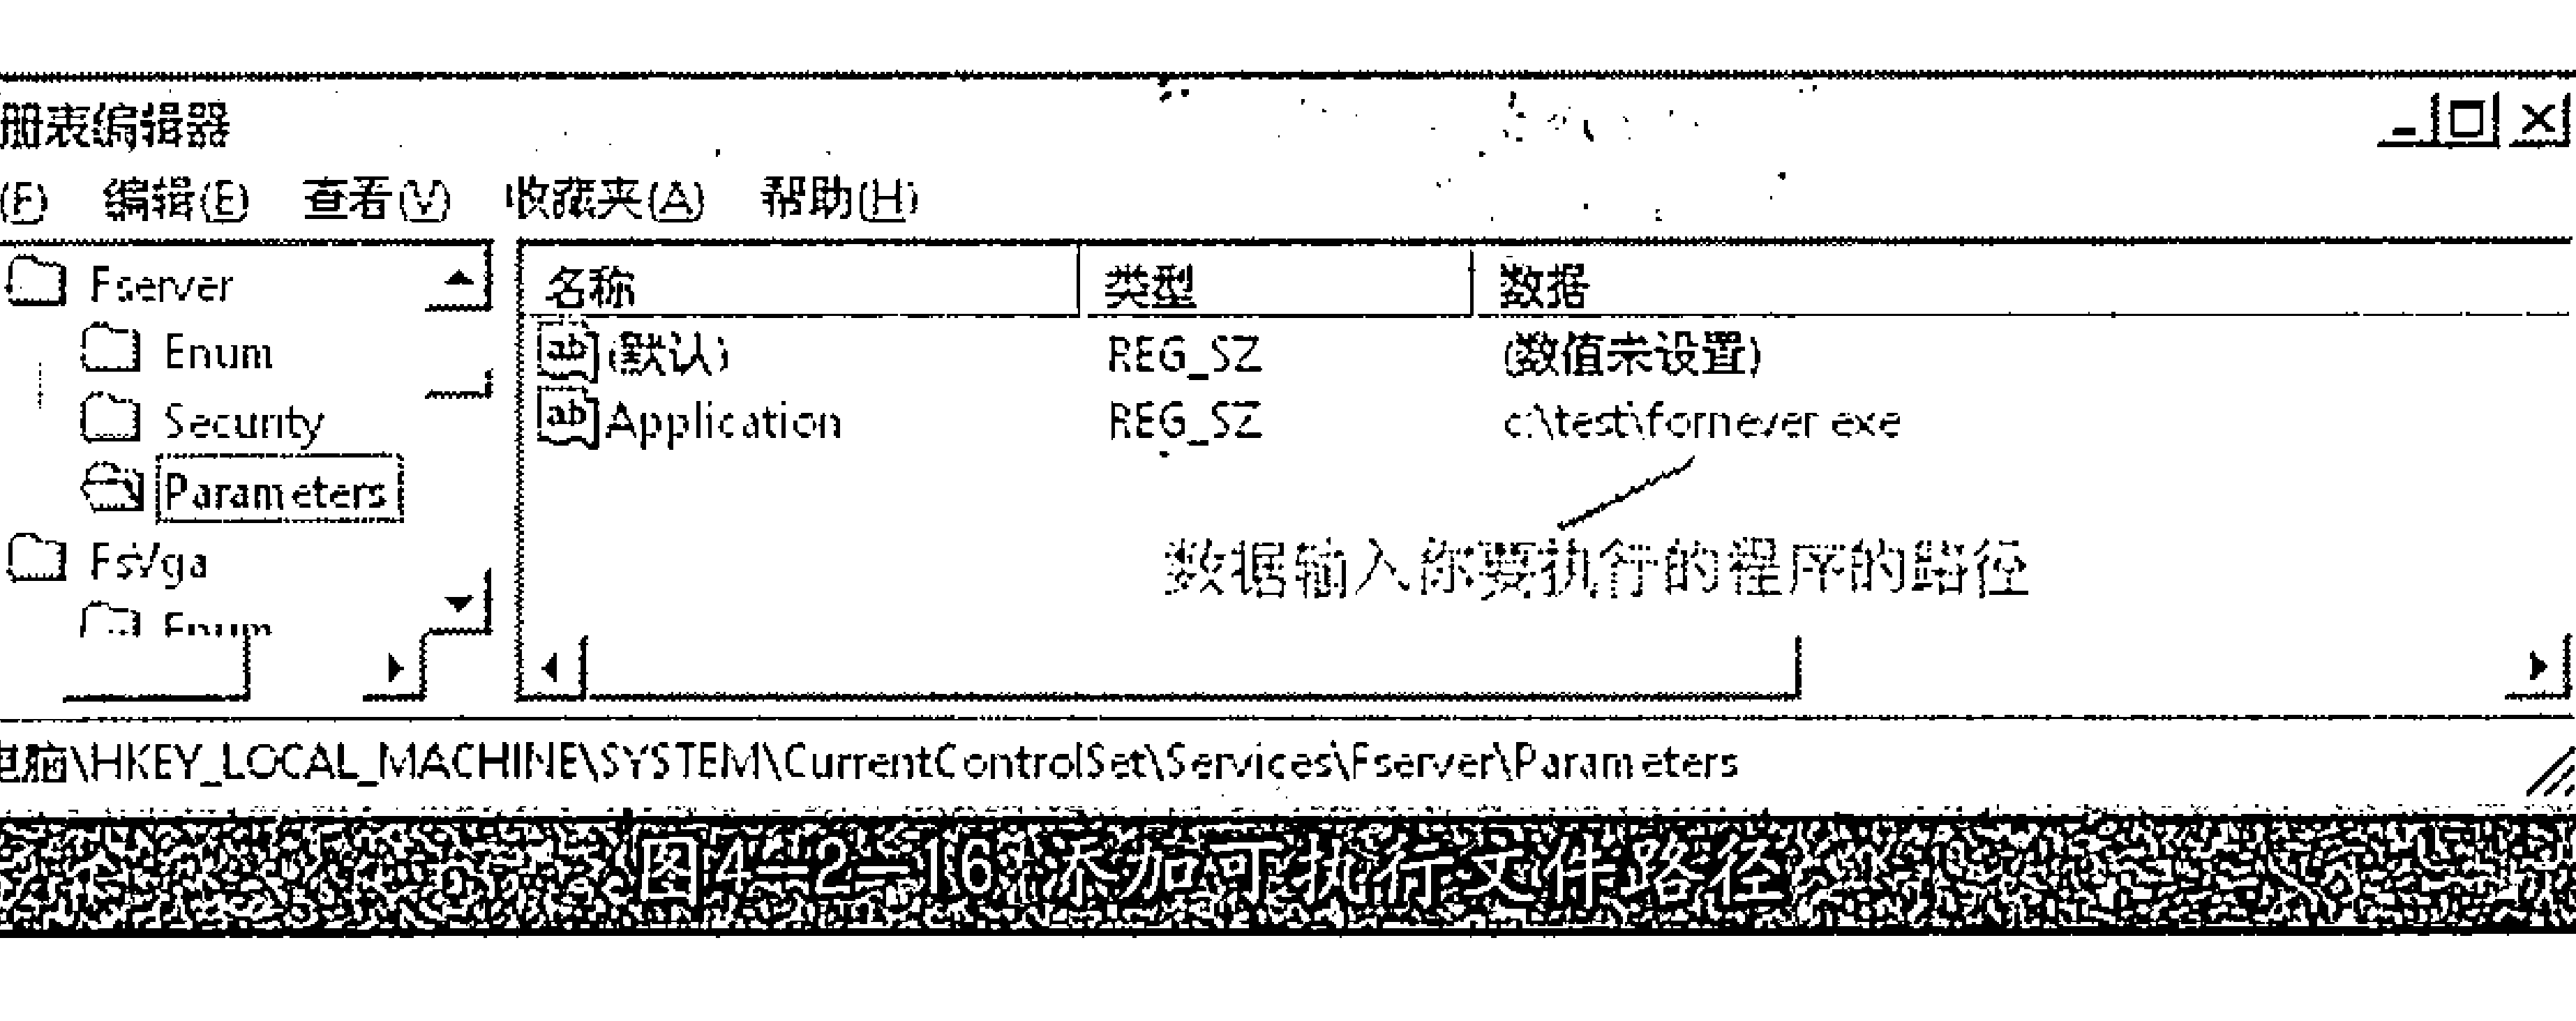 册表编辑器
(F) 编辑(E) 查看(V) 收藏夹(A) 帮助(H)
Fserver
Enum
Security
Parameters
FsVga
Enum
名称 类型 数据
ab (默认) REG_SZ (数值未设置)
ab Application REG_SZ c:\test\fornever.exe
数据输入你要执行的程序的路径
电脑\HKEY_LOCAL_MACHINE\SYSTEM\CurrentControlSet\Services\Fserver\Parameters
图4-2-16 添加可执行文件路径